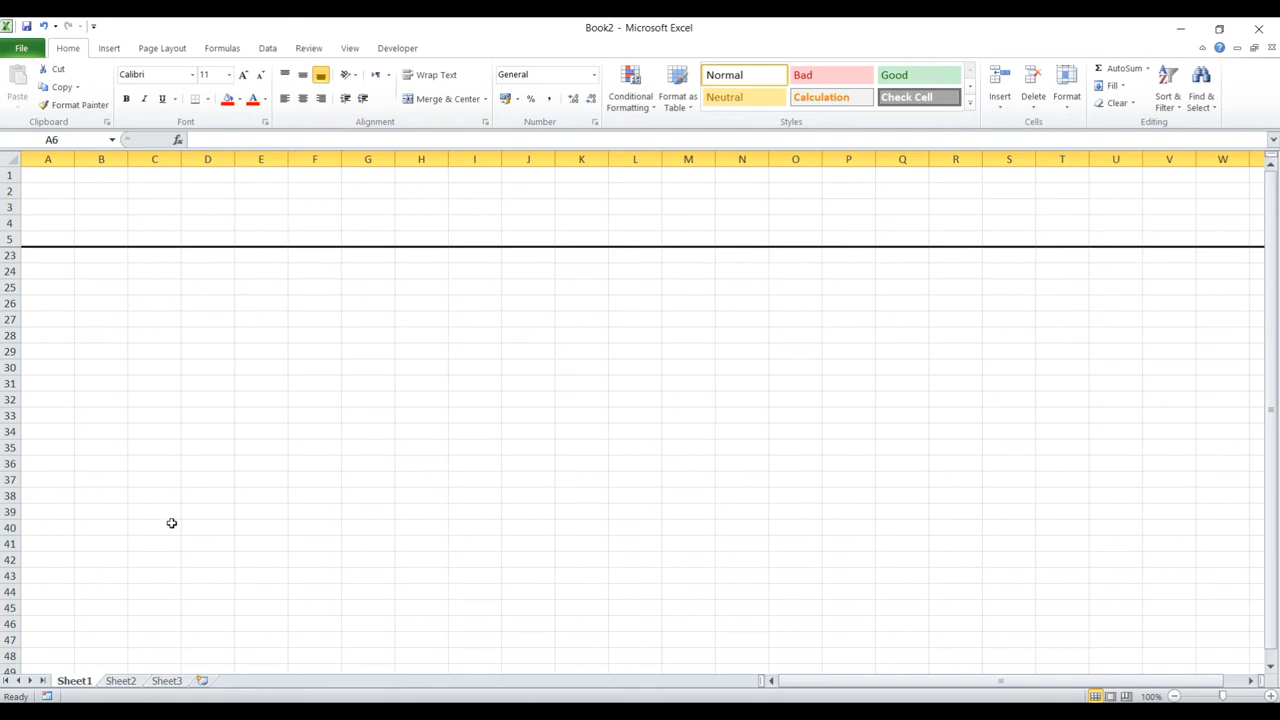 Book2 - Microsoft Excel
File Home Insert Page Layout Formulas Data Review View Developer
Paste
Cut
Copy
Format Painter
Clipboard
Calibri 11
B I U
Font
Wrap Text
Merge & Center
Alignment
General
$ % ,
Number
Conditional Formatting
Format as Table
Normal Bad Good
Neutral Calculation Check Cell
Styles
Insert Delete Format
Cells
Σ AutoSum
Fill
Clear
Sort & Filter
Find & Select
Editing
A6 fx
A B C D E F G H I J K L M N O P Q R S T U V W
1
2
3
4
5
23
24
25
26
27
28
29
30
31
32
33
34
35
36
37
38
39
40
41
42
43
44
45
46
47
48
49
Sheet1 Sheet2 Sheet3
Ready 100%